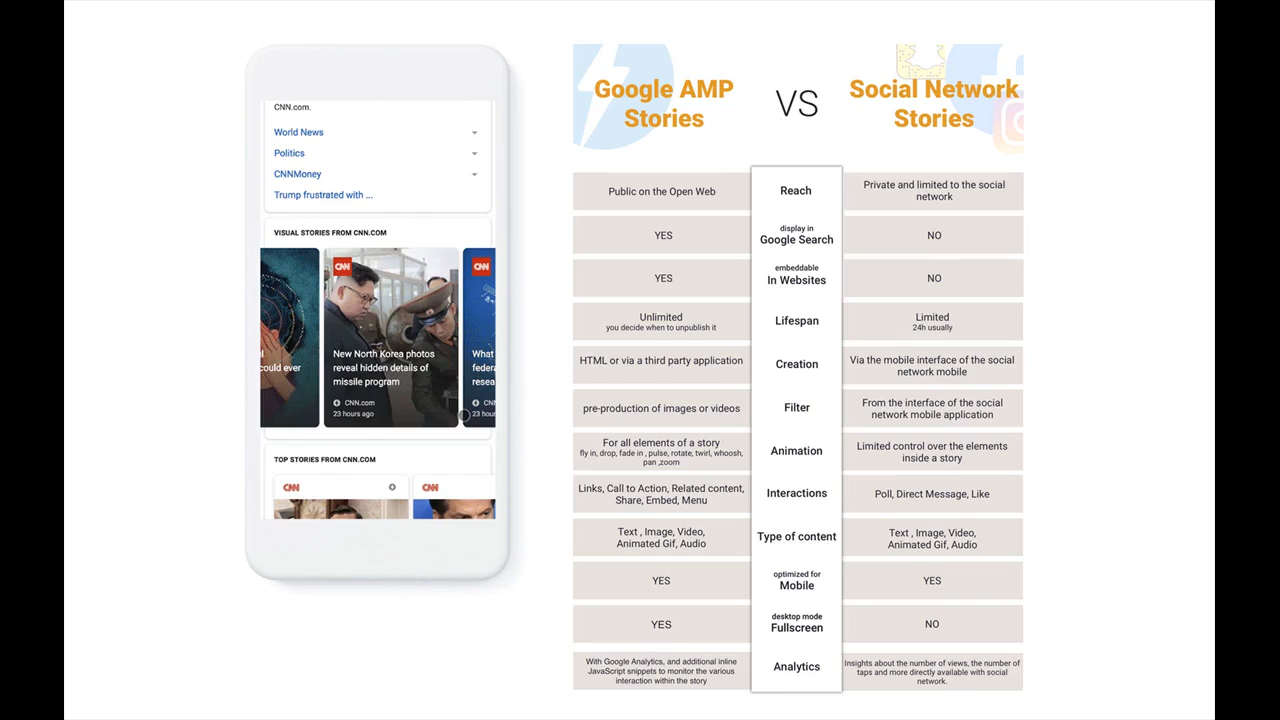 CNN.com.
World News
Politics
CNNMoney
Trump frustrated with ...
VISUAL STORIES FROM CNN.COM
CNN
CNN
could ever
New North Korea photos
reveal hidden details of
missile program
CNN.com
23 hours ago
What
federa
resea
CNN
23 hour
TOP STORIES FROM CNN.COM
CNN
CNN
Google AMP
Stories
VS
Social Network
Stories
Public on the Open Web
Reach
Private and limited to the social
network
YES
display in
Google Search
NO
YES
embeddable
In Websites
NO
Unlimited
you decide when to unpublish it
Lifespan
Limited
24h usually
HTML or via a third party application
Creation
Via the mobile interface of the social
network mobile
pre-production of images or videos
Filter
From the interface of the social
network mobile application
For all elements of a story
fly in, drop, fade in , pulse, rotate, twirl, whoosh,
pan ,zoom
Animation
Limited control over the elements
inside a story
Links, Call to Action, Related content,
Share, Embed, Menu
Interactions
Poll, Direct Message, Like
Text , Image, Video,
Animated Gif, Audio
Type of content
Text , Image, Video,
Animated Gif, Audio
YES
optimized for
Mobile
YES
YES
desktop mode
Fullscreen
NO
With Google Analytics, and additional inline
JavaScript snippets to monitor the various
interaction within the story
Analytics
Insights about the number of views, the number of
taps and more directly available with social
network.